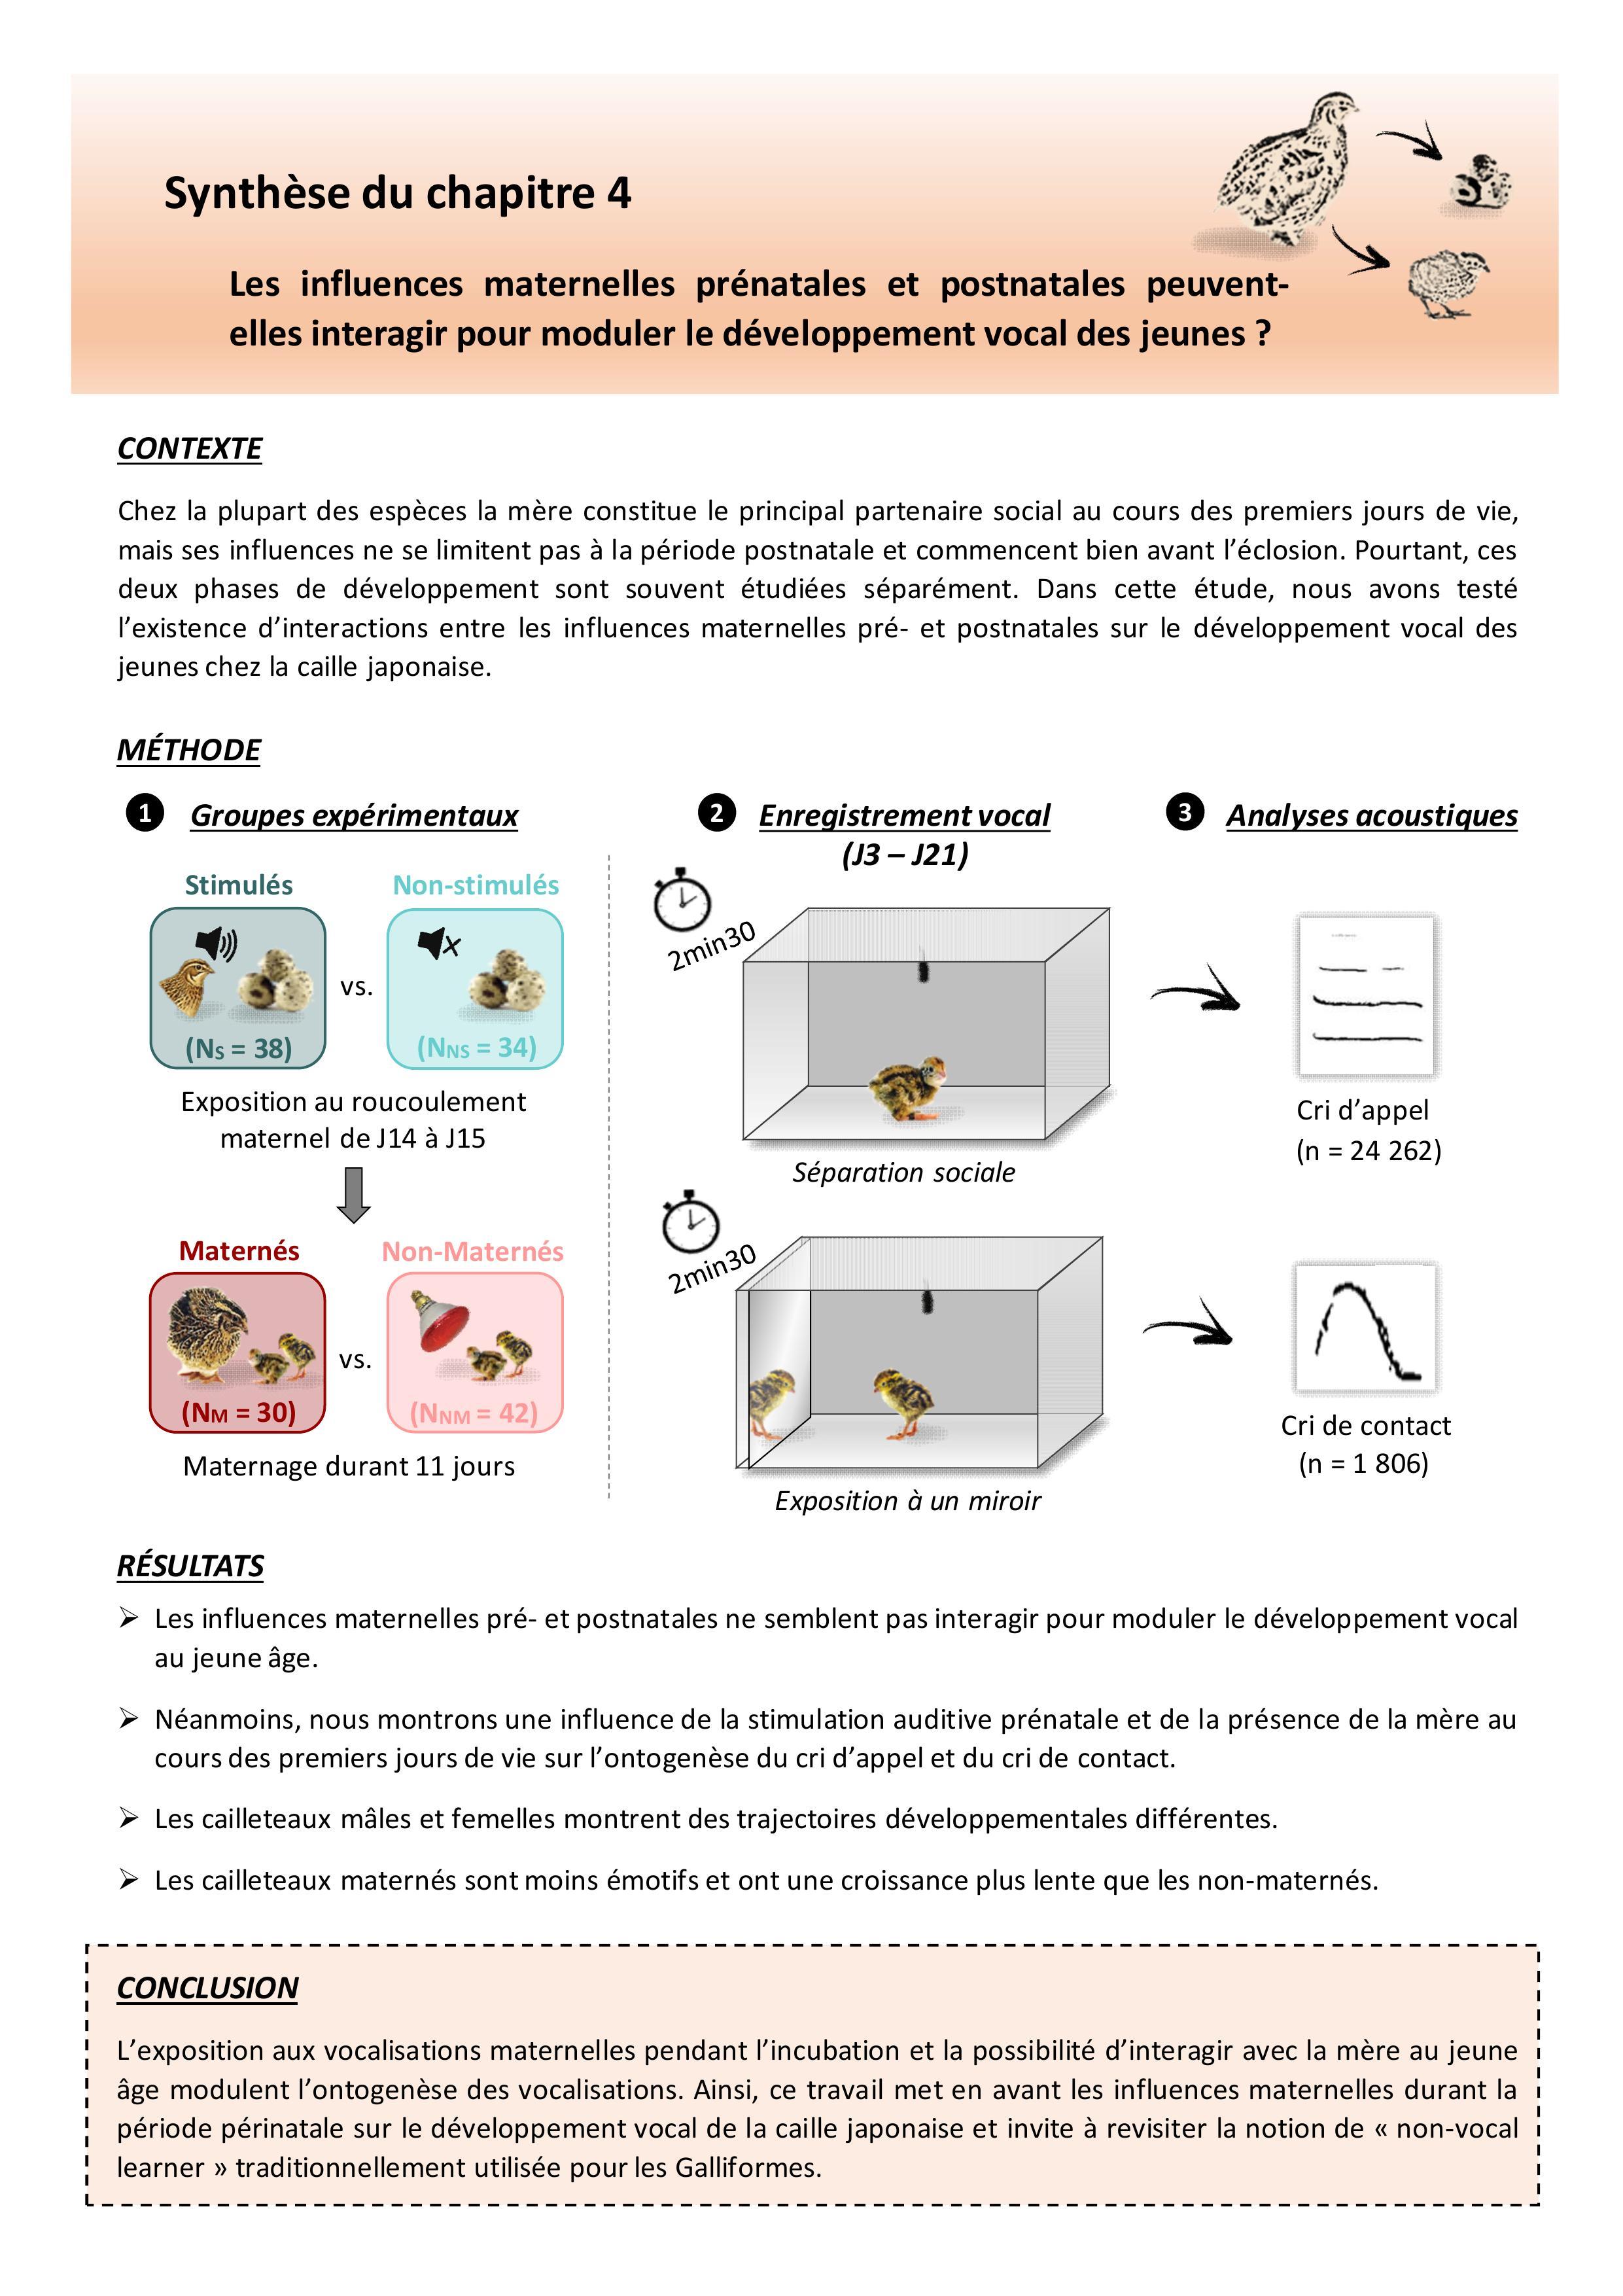 Synthèse du chapitre 4
Les influences maternelles prénatales et postnatales peuvent-
elles interagir pour moduler le développement vocal des jeunes ?
CONTEXTE
Chez la plupart des espèces la mère constitue le principal partenaire social au cours des premiers jours de vie,
mais ses influences ne se limitent pas à la période postnatale et commencent bien avant l’éclosion. Pourtant, ces
deux phases de développement sont souvent étudiées séparément. Dans cette étude, nous avons testé
l’existence d’interactions entre les influences maternelles pré- et postnatales sur le développement vocal des
jeunes chez la caille japonaise.
MÉTHODE
1 Groupes expérimentaux
Stimulés
Non-stimulés
vs.
(NS = 38)
(NNS = 34)
Exposition au roucoulement
maternel de J14 à J15
Maternés
Non-Maternés
vs.
(NM = 30)
(NNM = 42)
Maternage durant 11 jours
2 Enregistrement vocal
(J3 – J21)
2min30
Séparation sociale
2min30
Exposition à un miroir
3 Analyses acoustiques
Cri d’appel
(n = 24 262)
Cri de contact
(n = 1 806)
RÉSULTATS
➢ Les influences maternelles pré- et postnatales ne semblent pas interagir pour moduler le développement vocal
au jeune âge.
➢ Néanmoins, nous montrons une influence de la stimulation auditive prénatale et de la présence de la mère au
cours des premiers jours de vie sur l’ontogenèse du cri d’appel et du cri de contact.
➢ Les cailleteaux mâles et femelles montrent des trajectoires développementales différentes.
➢ Les cailleteaux maternés sont moins émotifs et ont une croissance plus lente que les non-maternés.
CONCLUSION
L’exposition aux vocalisations maternelles pendant l’incubation et la possibilité d’interagir avec la mère au jeune
âge modulent l’ontogenèse des vocalisations. Ainsi, ce travail met en avant les influences maternelles durant la
période périnatale sur le développement vocal de la caille japonaise et invite à revisiter la notion de « non-vocal
learner » traditionnellement utilisée pour les Galliformes.